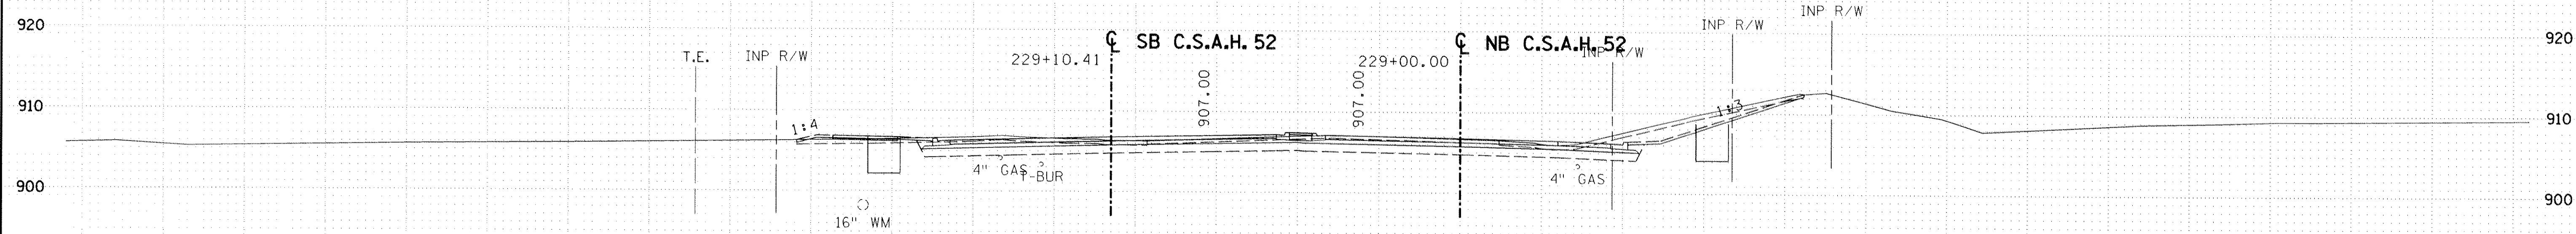 920
INP R/W
INP R/W
920
T.E.
INP R/W
℄ SB C.S.A.H. 52
℄ NB C.S.A.H. 52
INP R/W
229+10.41
229+00.00
907.00
907.00
910
1:4
1:3
910
4" GAS
T-BUR
4" GAS
900
900
16" WM